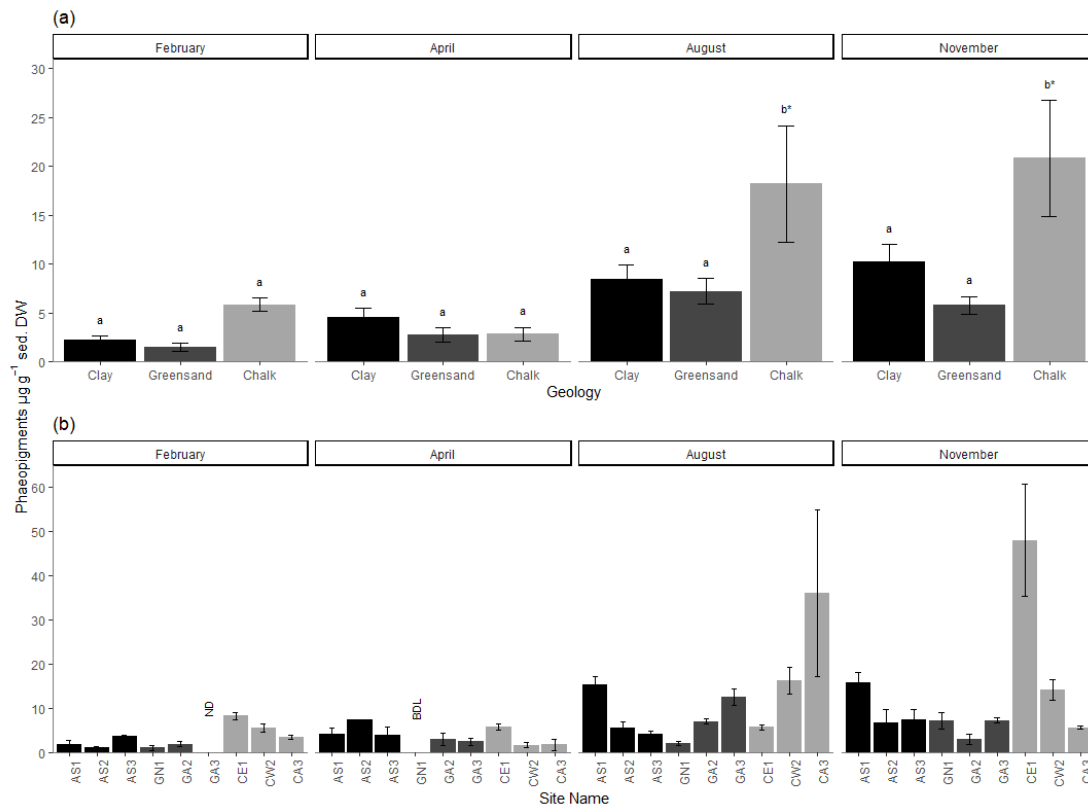 (a)
February April August November
30
25
20
15
10
5
0
a a a
a a a
a a b*
a a b*
Clay Greensand Chalk Clay Greensand Chalk Clay Greensand Chalk Clay Greensand Chalk
Geology
Phaeopigments µg g⁻¹ sed. DW
(b)
February April August November
60
50
40
30
20
10
0
ND
BDL
AS1 AS2 AS3 GN1 GA2 GA3 CE1 CW2 CA3 AS1 AS2 AS3 GN1 GA2 GA3 CE1 CW2 CA3 AS1 AS2 AS3 GN1 GA2 GA3 CE1 CW2 CA3 AS1 AS2 AS3 GN1 GA2 GA3 CE1 CW2 CA3
Site Name